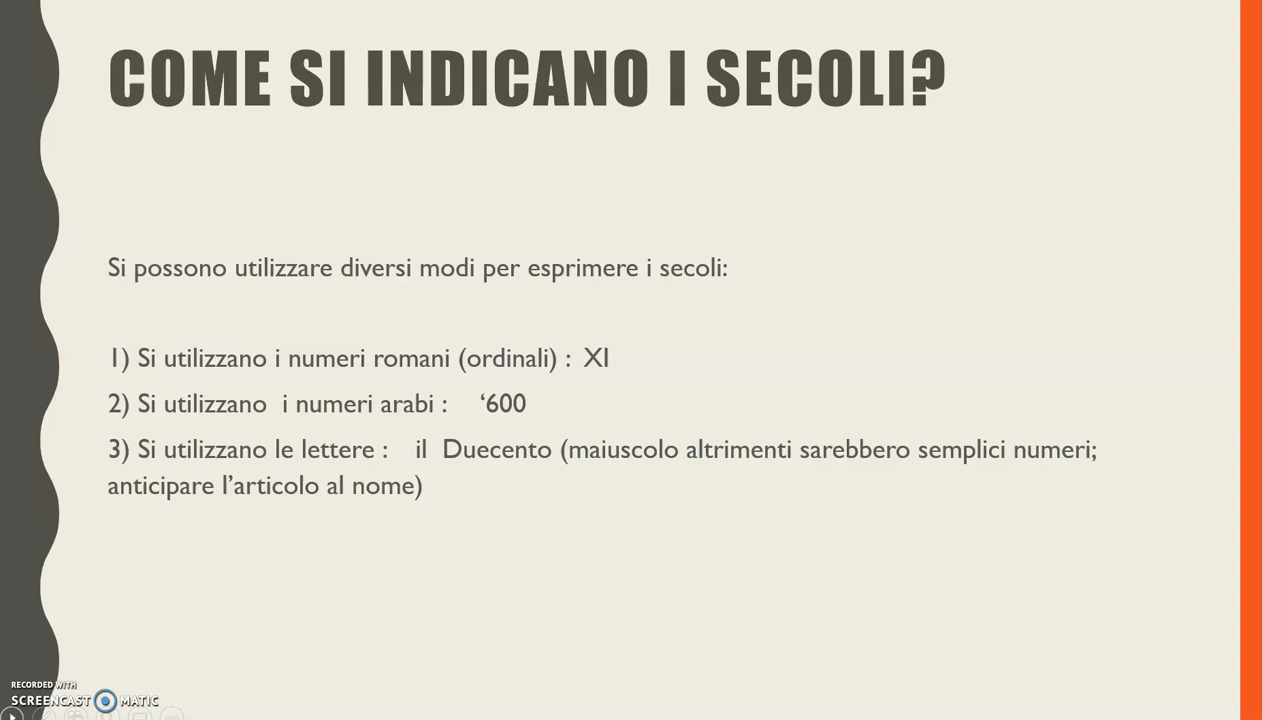 COME SI INDICANO I SECOLI?
Si possono utilizzare diversi modi per esprimere i secoli:
1) Si utilizzano i numeri romani (ordinali) : XI
2) Si utilizzano i numeri arabi : ‘600
3) Si utilizzano le lettere : il Duecento (maiuscolo altrimenti sarebbero semplici numeri;
anticipare l’articolo al nome)
RECORDED WITH
SCREENCAST MATIC